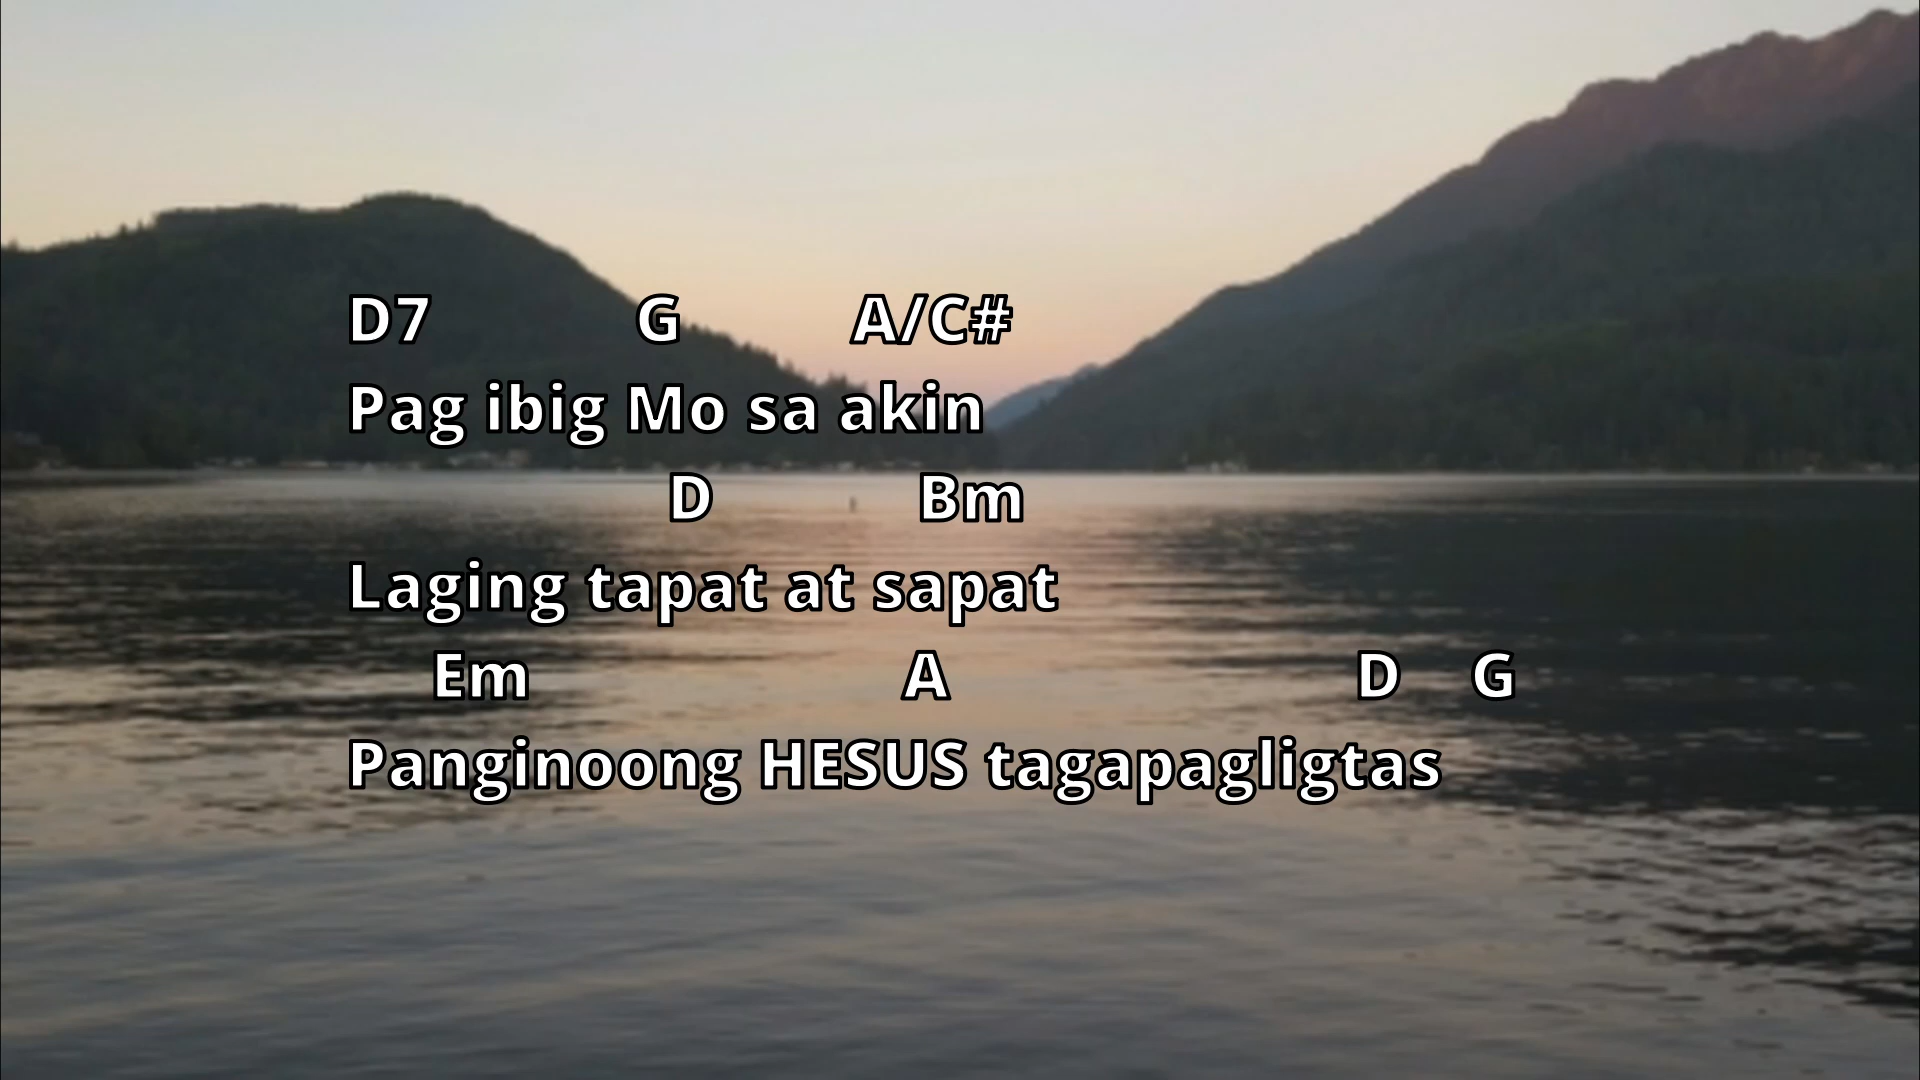 D7 G A/C#
Pag ibig Mo sa akin
D Bm
Laging tapat at sapat
Em A D G
Panginoong HESUS tagapagligtas